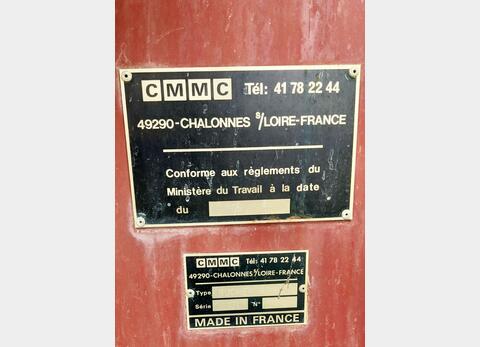 CMMC Tél: 41 78 22 44
49290-CHALONNES S/LOIRE-FRANCE
Conforme aux règlements du
Ministère du Travail à la date
du
CMMC Tél: 41 78 22 44
49290-CHALONNES S/LOIRE-FRANCE
Type
Série "N°"
MADE IN FRANCE